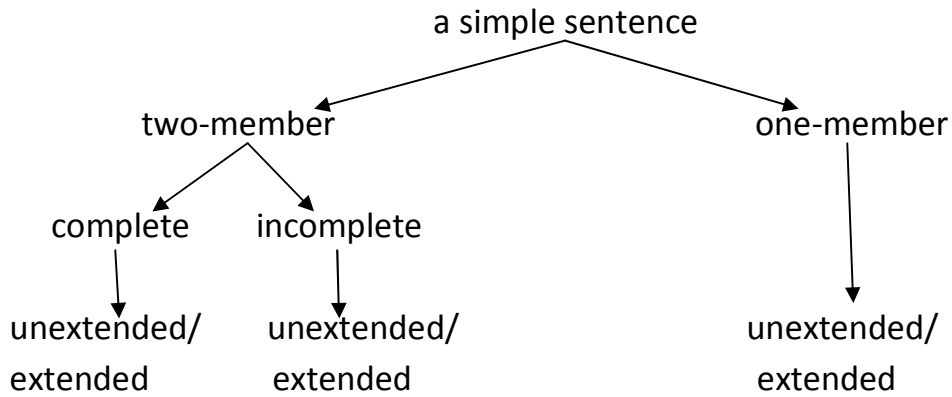 a simple sentence
two-member one-member
complete incomplete
unextended/ unextended/ unextended/
extended extended extended